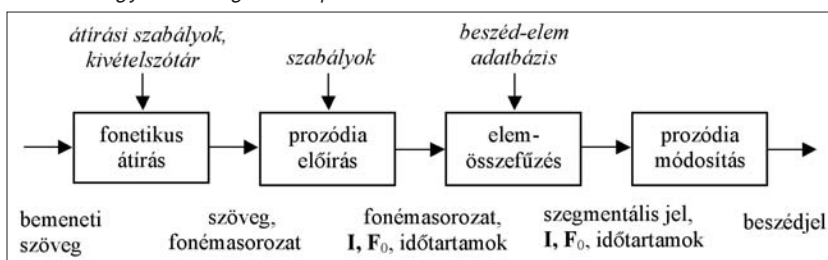 átírási szabályok,
kivételszótár
szabályok
beszéd-elem
adatbázis
fonetikus
átírás
prozódia
előírás
elem-
összefűzés
prozódia
módosítás
bemeneti
szöveg
szöveg,
fonémasorozat
fonémasorozat,
I, F₀, időtartamok
szegmentális jel,
I, F₀, időtartamok
beszédjel